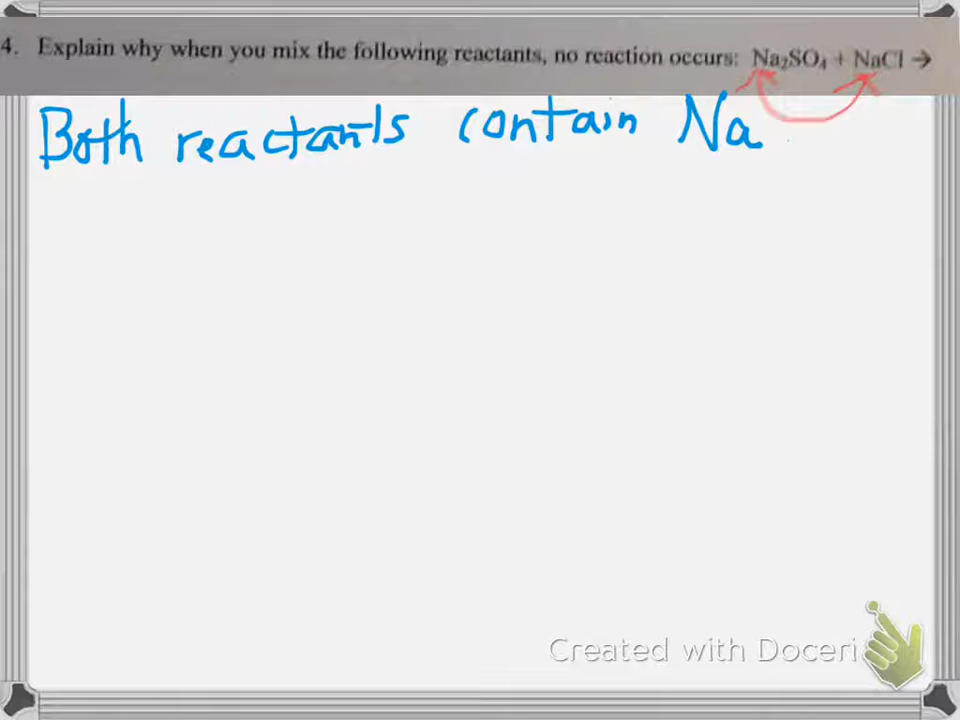 4. Explain why when you mix the following reactants, no reaction occurs: Na₂SO₄ + NaCl →
Both reactants contain Na
Created with Doceri